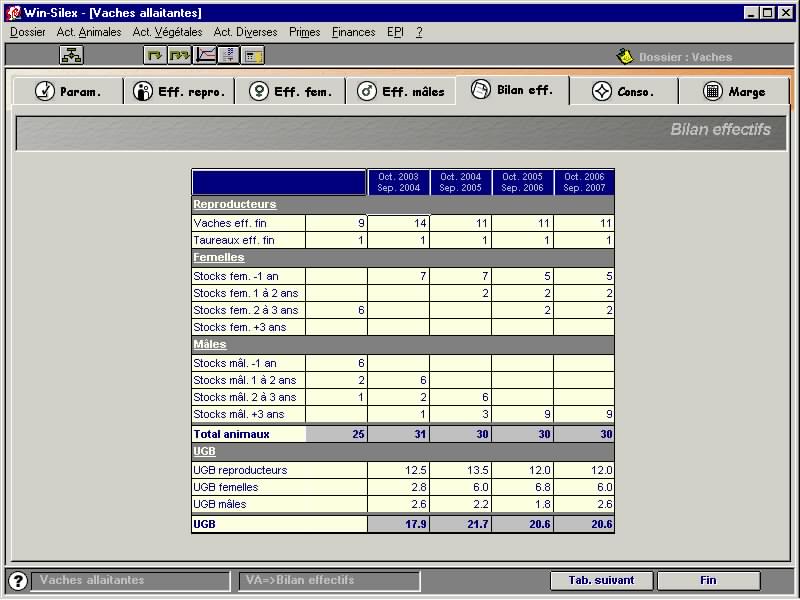 Win-Silex - [Vaches allaitantes]
Dossier Act. Animales Act. Végétales Act. Diverses Primes Finances EPI ?
Dossier : Vaches
Param. Eff. repro. Eff. fem. Eff. mâles Bilan eff. Conso. Marge
Bilan effectifs
Oct. 2003 Oct. 2004 Oct. 2005 Oct. 2006
Sep. 2004 Sep. 2005 Sep. 2006 Sep. 2007
Reproducteurs
Vaches eff. fin 9 14 11 11 11
Taureaux eff. fin 1 1 1 1 1
Femelles
Stocks fem. -1 an 7 7 5 5
Stocks fem. 1 à 2 ans 2 2 2
Stocks fem. 2 à 3 ans 6 2 2
Stocks fem. +3 ans
Mâles
Stocks mâl. -1 an 6
Stocks mâl. 1 à 2 ans 2 6
Stocks mâl. 2 à 3 ans 1 2 6
Stocks mâl. +3 ans 1 3 9 9
Total animaux 25 31 30 30 30
UGB
UGB reproducteurs 12.5 13.5 12.0 12.0
UGB femelles 2.8 6.0 6.8 6.0
UGB mâles 2.6 2.2 1.8 2.6
UGB 17.9 21.7 20.6 20.6
? Vaches allaitantes VA=>Bilan effectifs Tab. suivant Fin